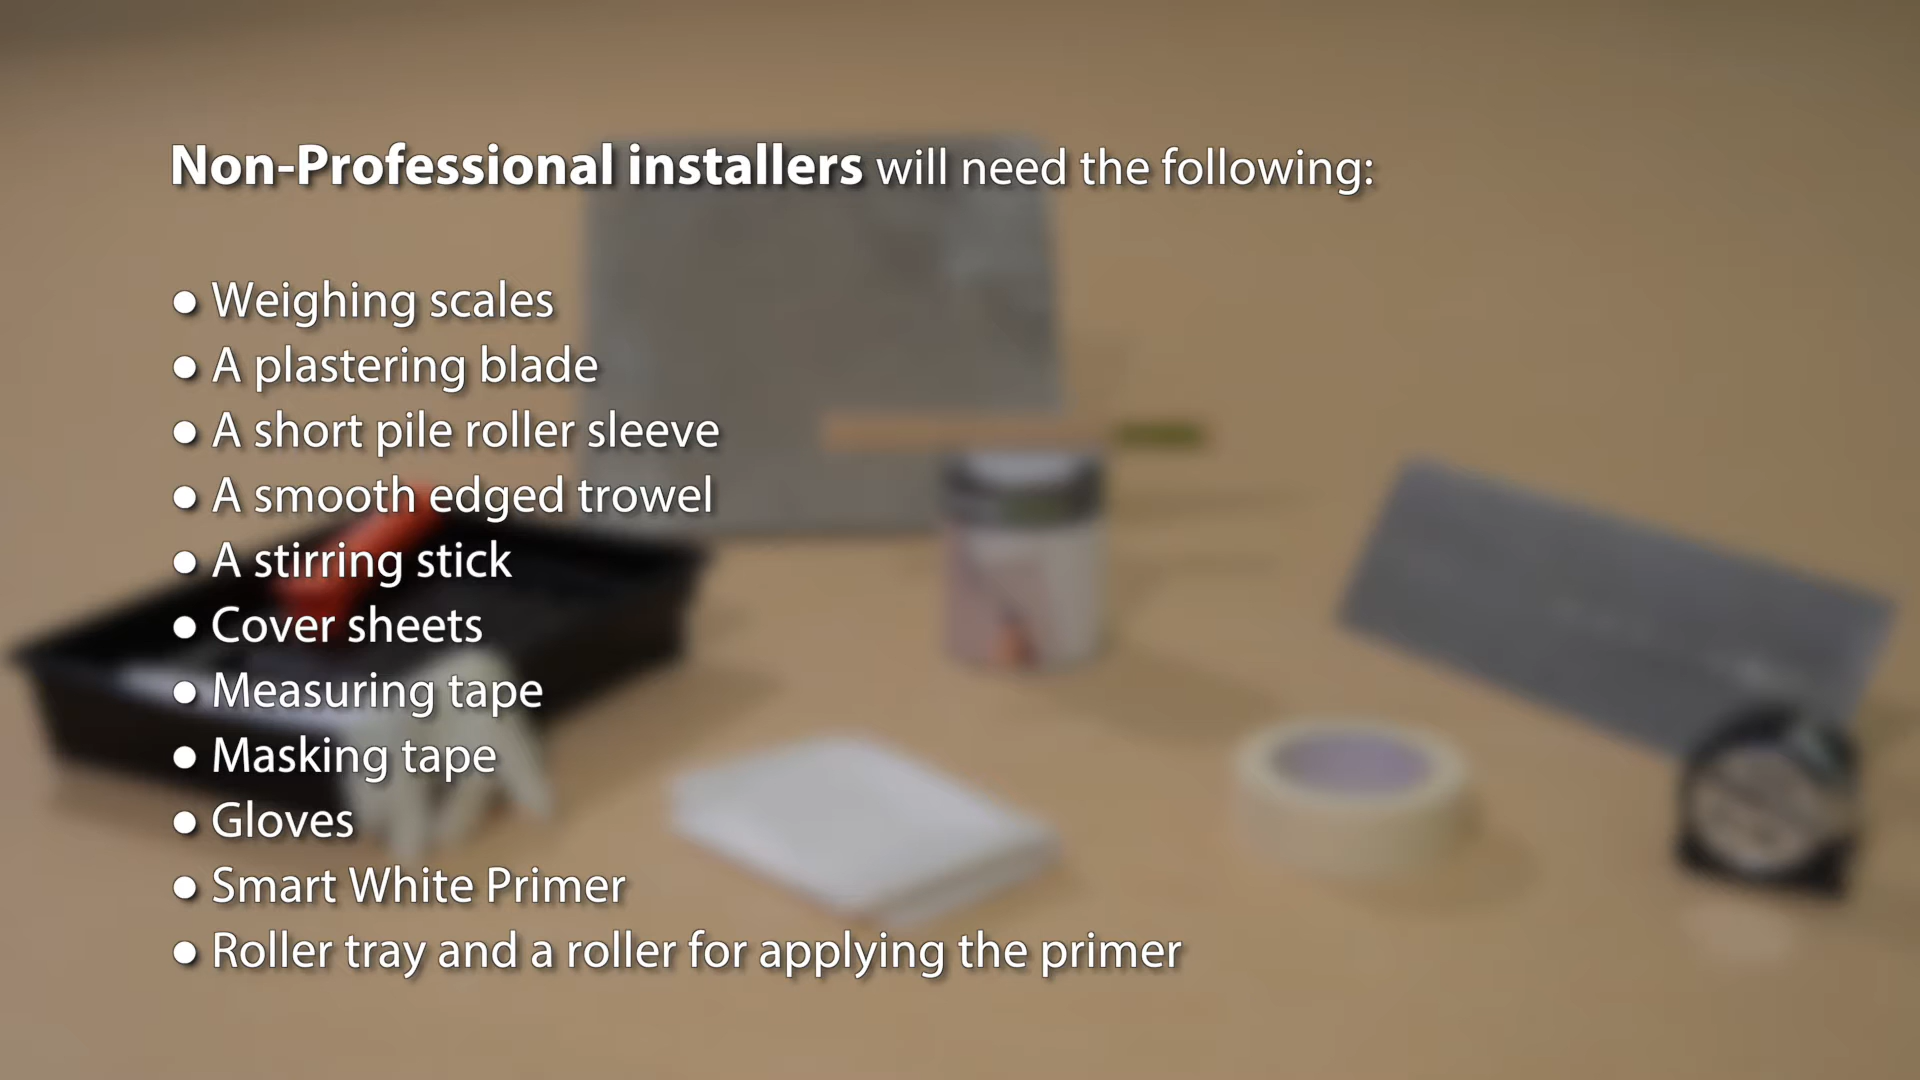 Non-Professional installers will need the following:
● Weighing scales
● A plastering blade
● A short pile roller sleeve
● A smooth edged trowel
● A stirring stick
● Cover sheets
● Measuring tape
● Masking tape
● Gloves
● Smart White Primer
● Roller tray and a roller for applying the primer